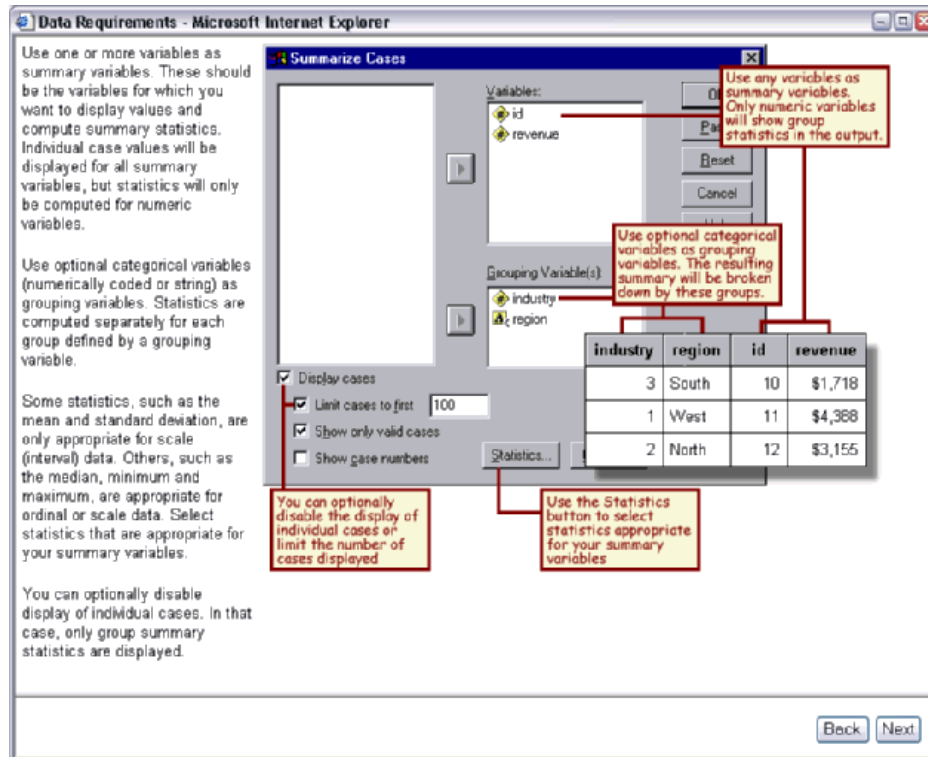 Data Requirements - Microsoft Internet Explorer
Use one or more variables as
summary variables. These should
be the variables for which you
want to display values and
compute summary statistics.
Individual case values will be
displayed for all summary
variables, but statistics will only
be computed for numeric
variables.
Use optional categorical variables
(numerically coded or string) as
grouping variables. Statistics are
computed separately for each
group defined by a grouping
variable.
Some statistics, such as the
mean and standard deviation, are
only appropriate for scale
(interval) data. Others, such as
the median, minimum and
maximum, are appropriate for
ordinal or scale data. Select
statistics that are appropriate for
your summary variables.
You can optionally disable
display of individual cases. In that
case, only group summary
statistics are displayed.
Summarize Cases
Variables:
id
revenue
Use any variables as
summary variables.
Only numeric variables
will show group
statistics in the output.
Reset
Cancel
Use optional categorical
variables as grouping
variables. The resulting
summary will be broken
down by these groups.
Grouping Variable(s)
industry
region
industry region id revenue
3 South 10 $1,718
1 West 11 $4,388
2 North 12 $3,155
Display cases
Limit cases to first 100
Show only valid cases
Show case numbers
Statistics...
You can optionally
disable the display of
individual cases or
limit the number of
cases displayed
Use the Statistics
button to select
statistics appropriate
for your summary
variables
Back Next